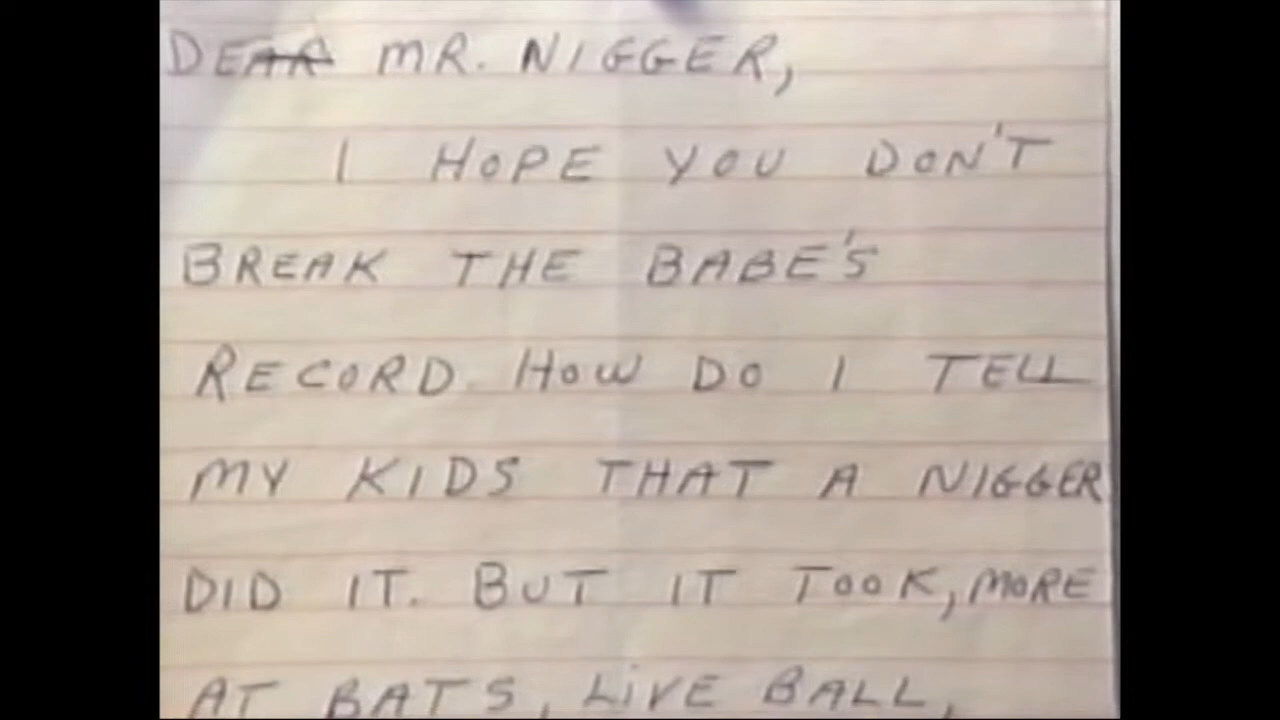 DEAR MR. NIGGER,
I HOPE YOU DON'T
BREAK THE BABE'S
RECORD. HOW DO I TELL
MY KIDS THAT A NIGGER
DID IT. BUT IT TOOK, MORE
AT BATS, LIVE BALL,